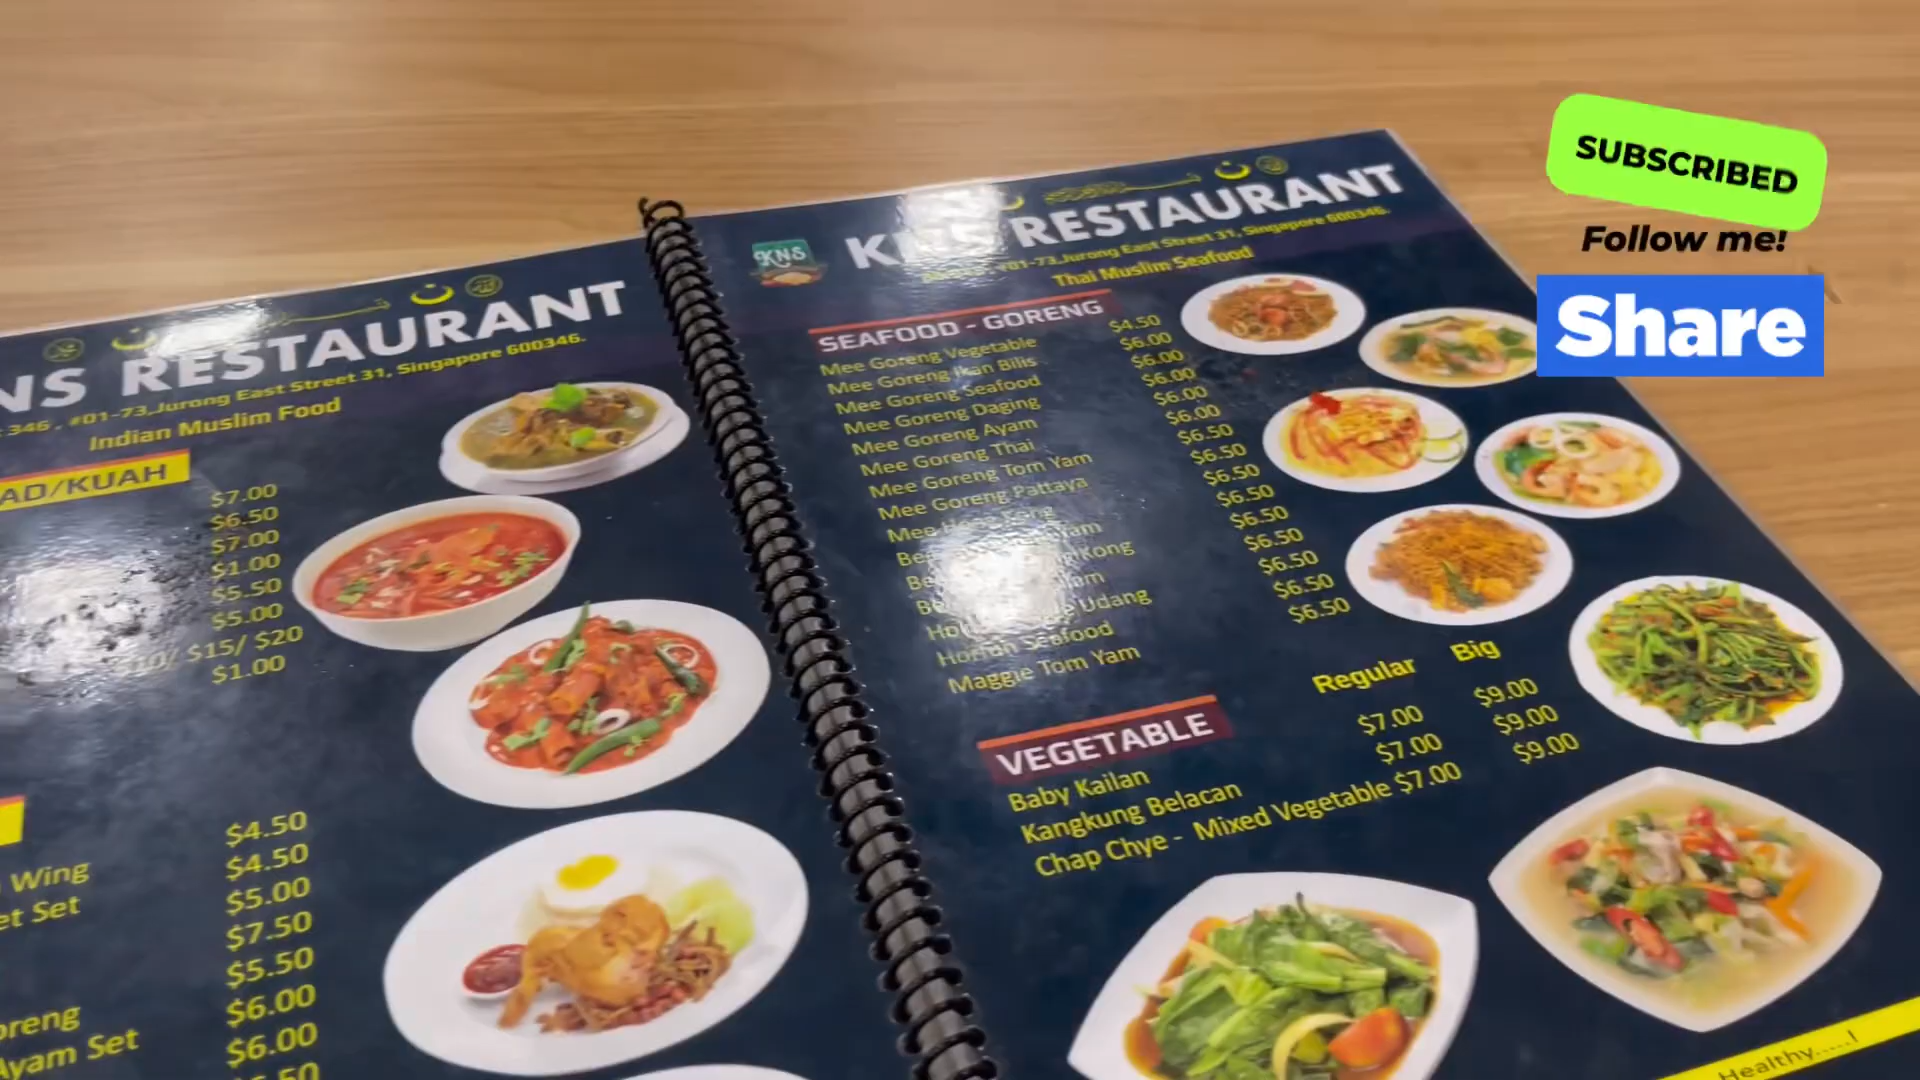 NS RESTAURANT
346 , #01-73,Jurong East Street 31, Singapore 600346.
Indian Muslim Food
AD/KUAH
$7.00
$6.50
$7.00
$1.00
$5.50
$5.00
$10/ $15/ $20
$1.00
$4.50
Wing $4.50
et Set $5.00
$7.50
$5.50
oreng $6.00
Ayam Set $6.00
KNS
KNS RESTAURANT
#01-73,Jurong East Street 31, Singapore 600346.
Thai Muslim Seafood
SEAFOOD - GORENG
Mee Goreng Vegetable $4.50
Mee Goreng Ikan Bilis $6.00
Mee Goreng Seafood $6.00
Mee Goreng Daging $6.00
Mee Goreng Ayam $6.00
Mee Goreng Thai $6.00
Mee Goreng Tom Yam $6.50
Mee Goreng Pattaya $6.50
Mee Hong Kong $6.50
$6.50
Kong $6.50
$6.50
Udang $6.50
Horfun Seafood $6.50
Maggie Tom Yam $6.50
Regular Big
VEGETABLE
Baby Kailan $7.00 $9.00
Kangkung Belacan $7.00 $9.00
Chap Chye - Mixed Vegetable $7.00 $9.00
Healthy.....!
SUBSCRIBED
Follow me!
Share